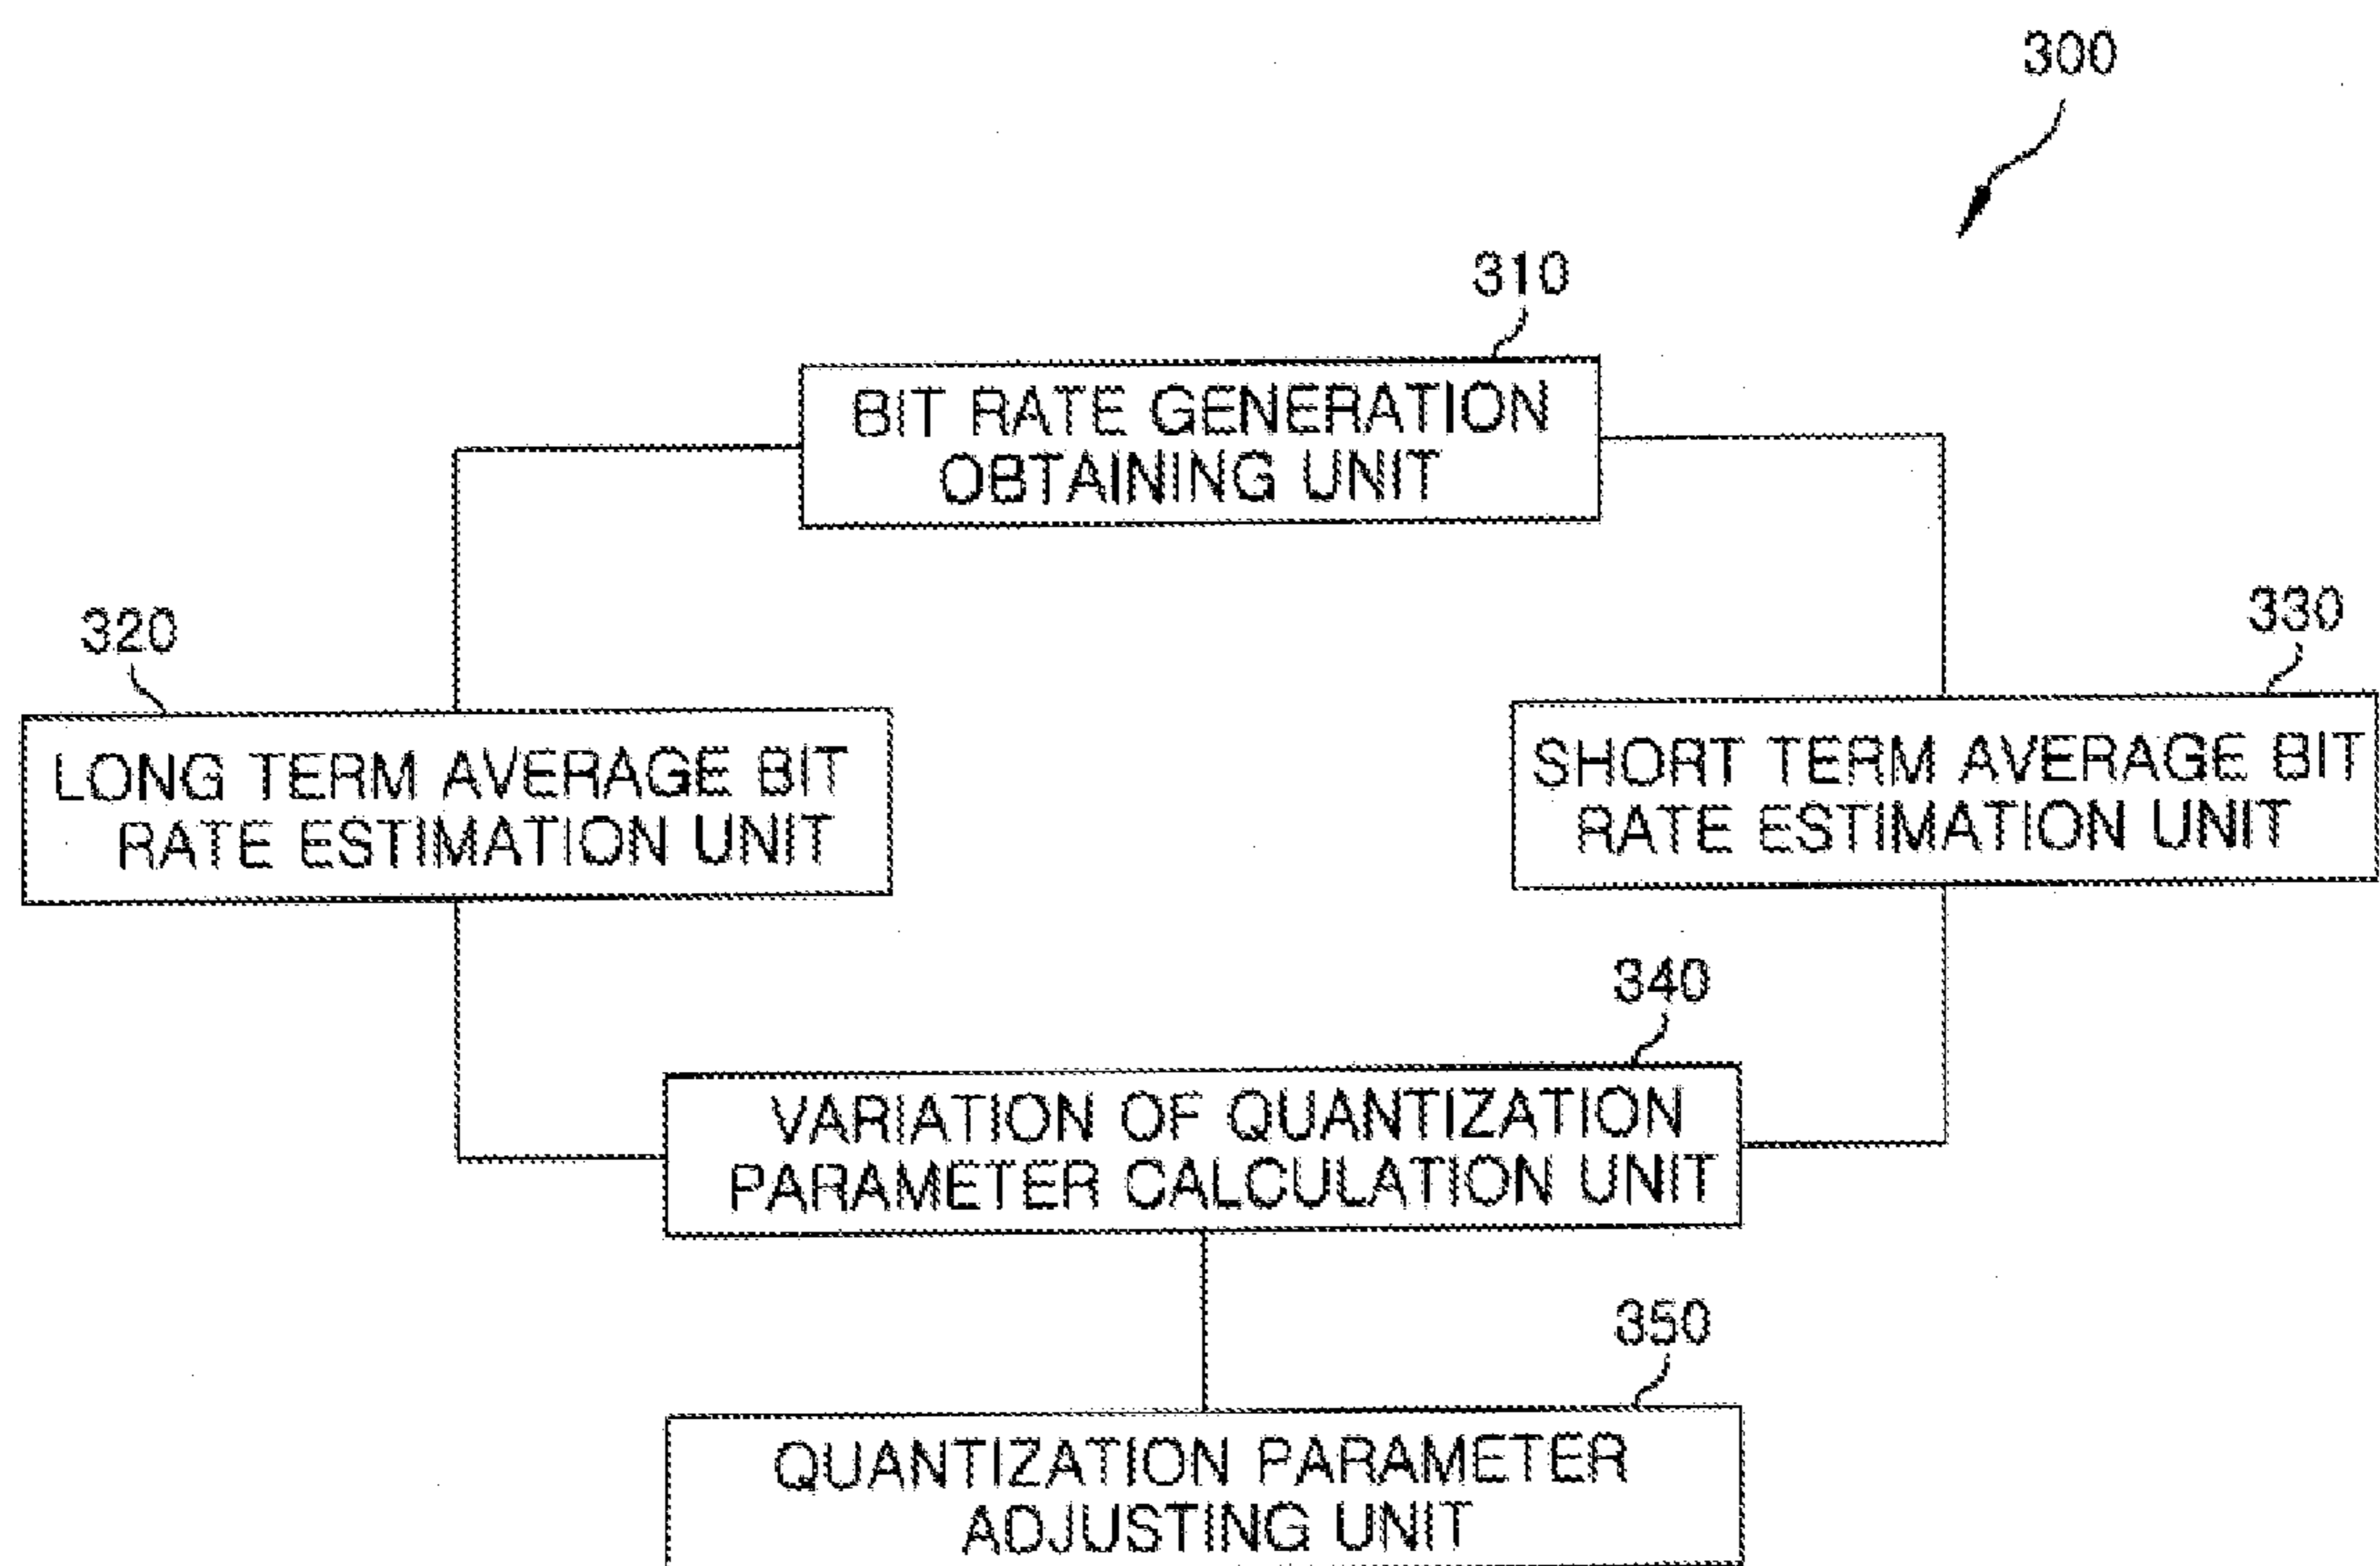 300
310
BIT RATE GENERATION
OBTAINING UNIT
320
330
LONG TERM AVERAGE BIT
RATE ESTIMATION UNIT
SHORT TERM AVERAGE BIT
RATE ESTIMATION UNIT
340
VARIATION OF QUANTIZATION
PARAMETER CALCULATION UNIT
350
QUANTIZATION PARAMETER
ADJUSTING UNIT